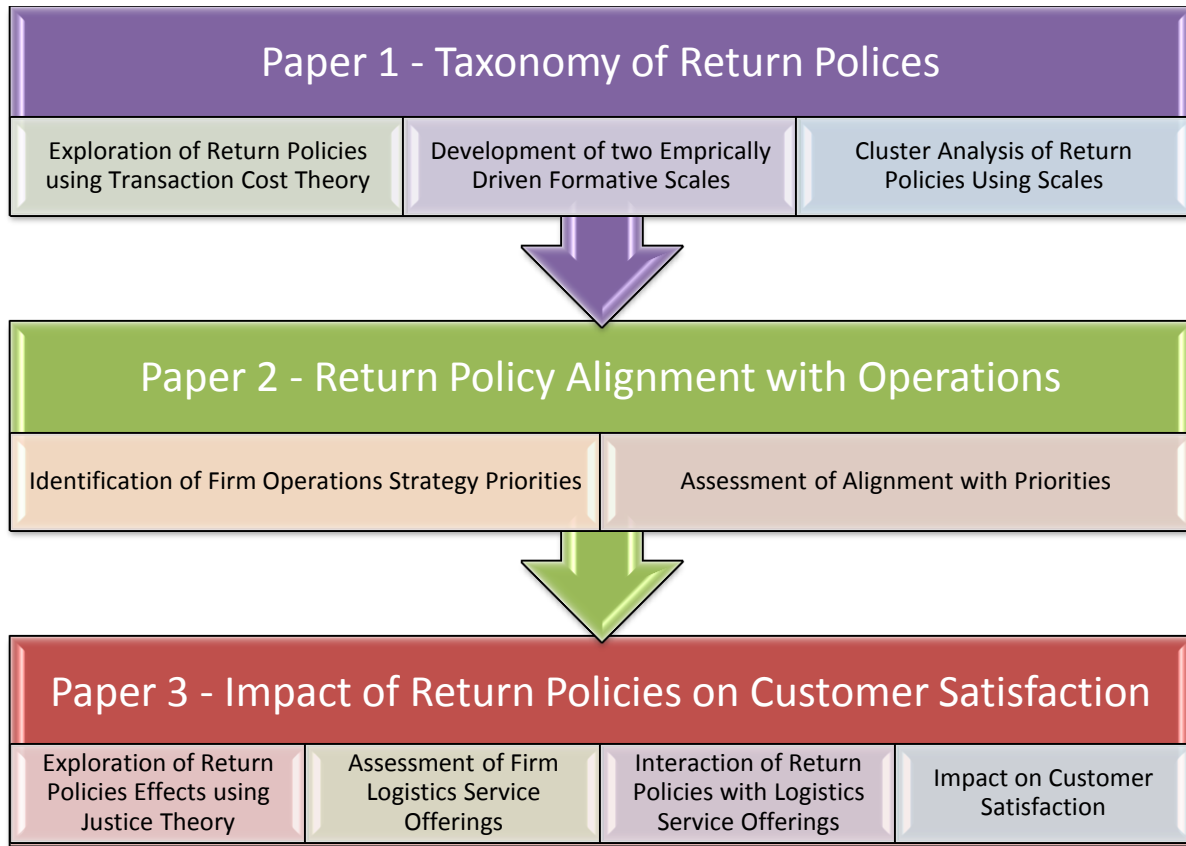 Paper 1 - Taxonomy of Return Polices
Exploration of Return Policies
using Transaction Cost Theory
Development of two Emprically
Driven Formative Scales
Cluster Analysis of Return
Policies Using Scales
Paper 2 - Return Policy Alignment with Operations
Identification of Firm Operations Strategy Priorities
Assessment of Alignment with Priorities
Paper 3 - Impact of Return Policies on Customer Satisfaction
Exploration of Return
Policies Effects using
Justice Theory
Assessment of Firm
Logistics Service
Offerings
Interaction of Return
Policies with Logistics
Service Offerings
Impact on Customer
Satisfaction